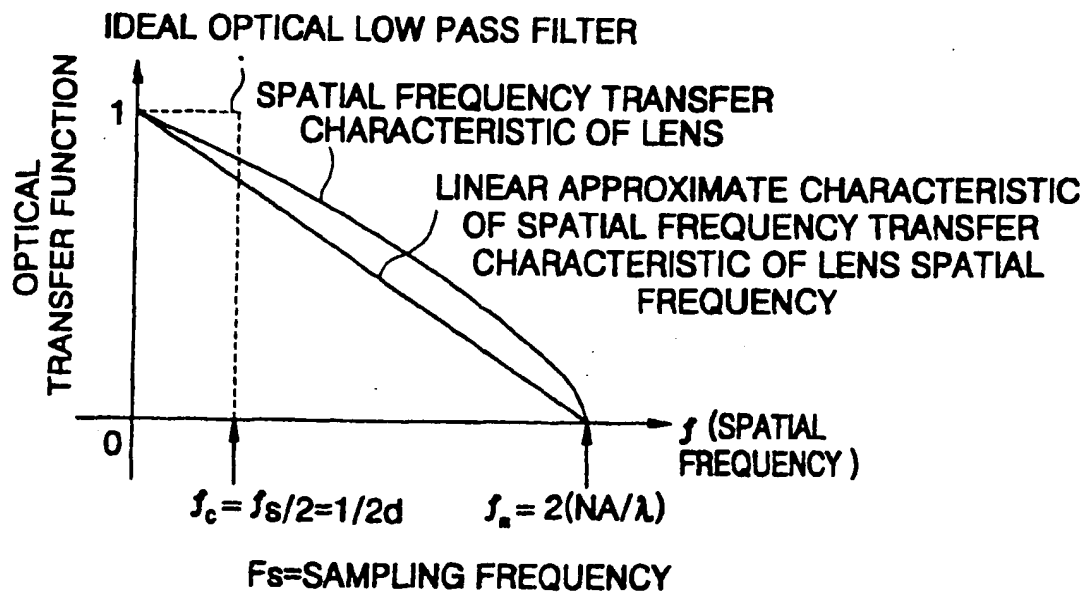 IDEAL OPTICAL LOW PASS FILTER
SPATIAL FREQUENCY TRANSFER
CHARACTERISTIC OF LENS
LINEAR APPROXIMATE CHARACTERISTIC
OF SPATIAL FREQUENCY TRANSFER
CHARACTERISTIC OF LENS SPATIAL
FREQUENCY
OPTICAL
TRANSFER FUNCTION
1
0
f (SPATIAL
FREQUENCY)
fc = fS/2=1/2d
fn = 2(NA/λ)
Fs=SAMPLING FREQUENCY